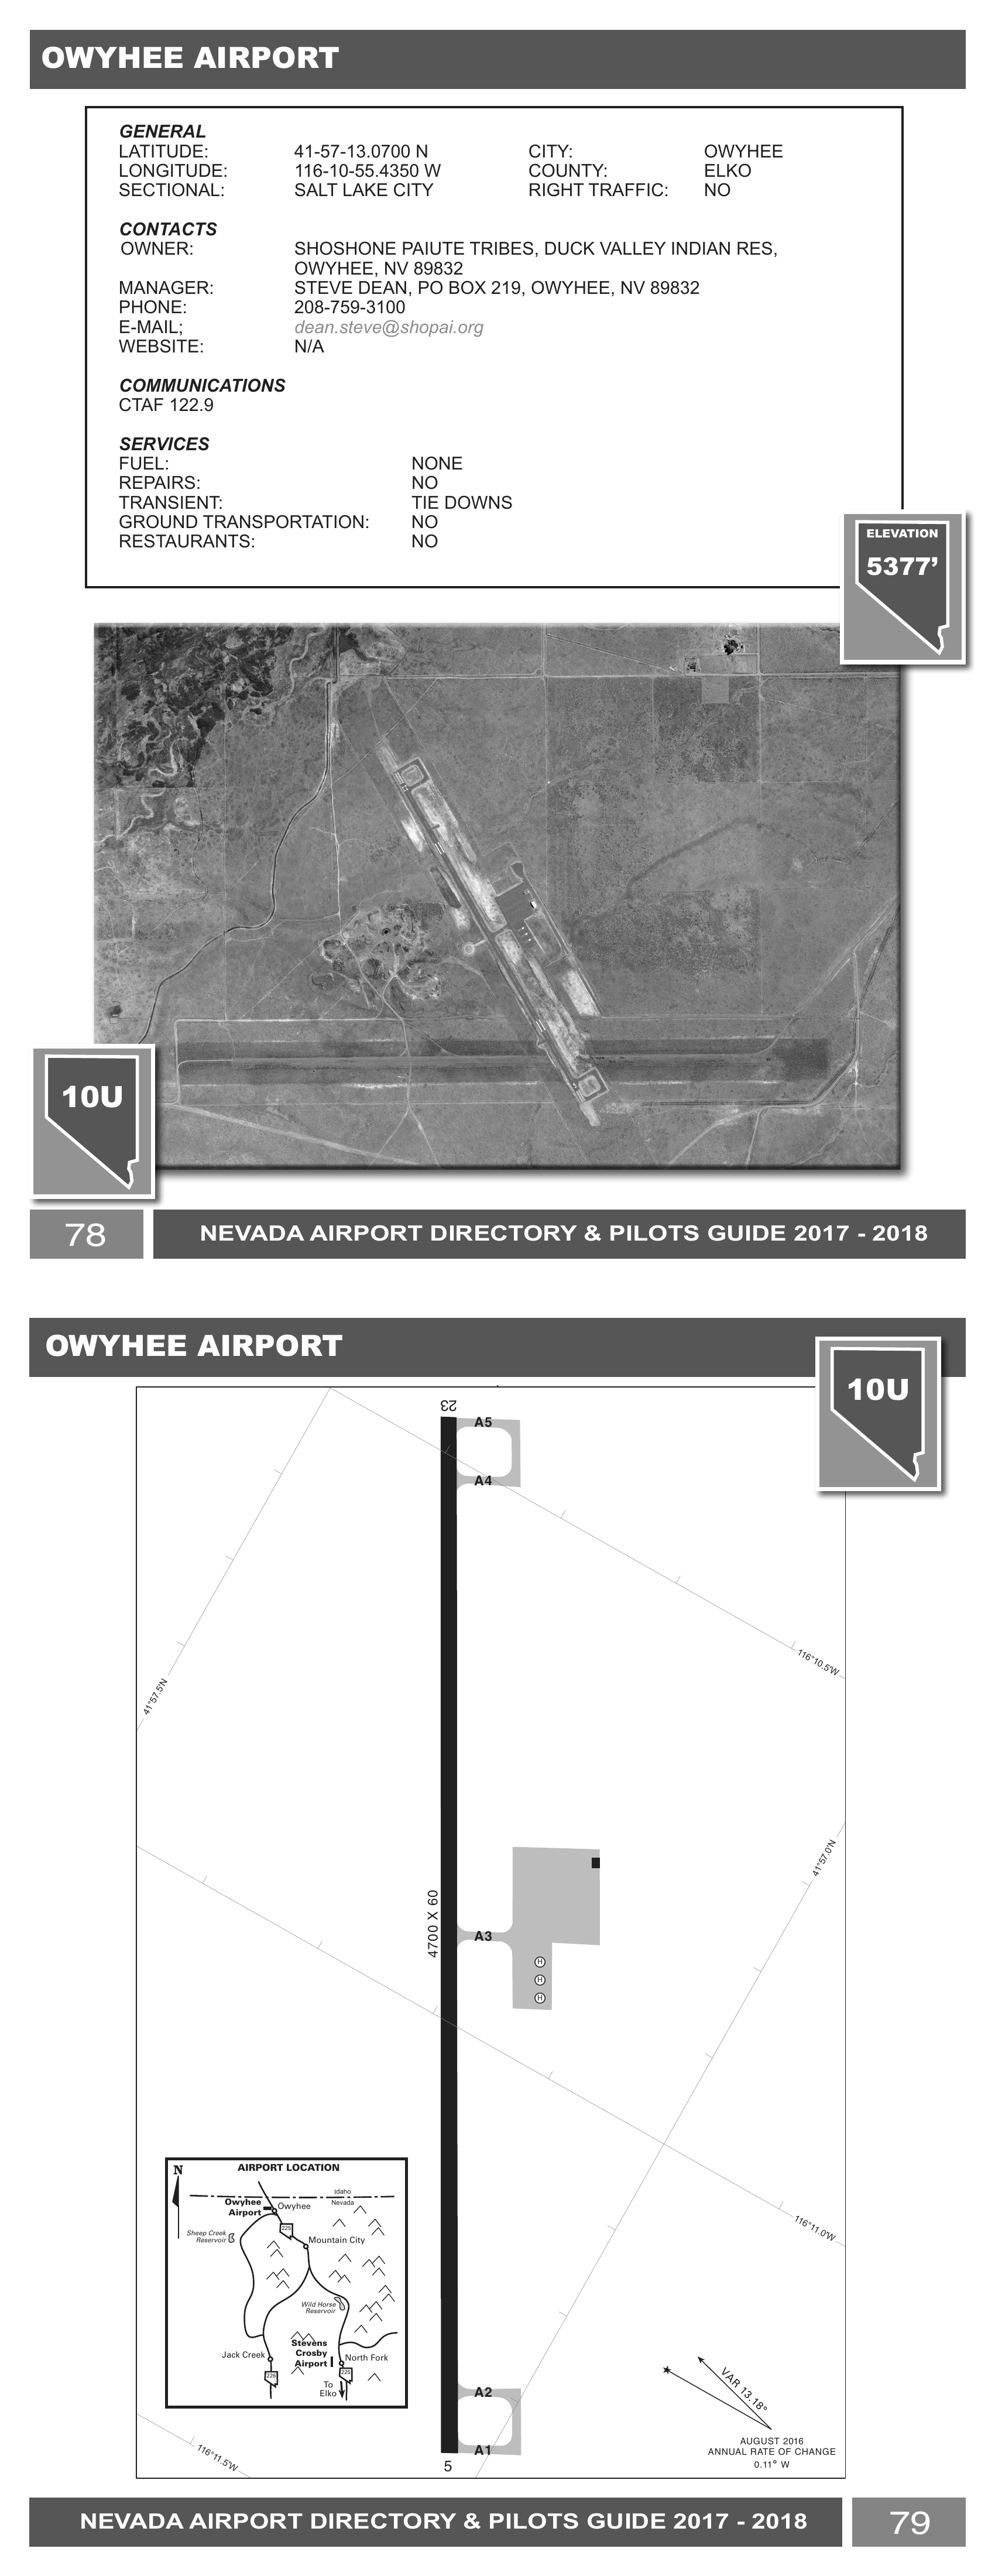 OWYHEE AIRPORT
GENERAL
LATITUDE: 41-57-13.0700 N CITY: OWYHEE
LONGITUDE: 116-10-55.4350 W COUNTY: ELKO
SECTIONAL: SALT LAKE CITY RIGHT TRAFFIC: NO
CONTACTS
OWNER: SHOSHONE PAIUTE TRIBES, DUCK VALLEY INDIAN RES,
OWYHEE, NV 89832
MANAGER: STEVE DEAN, PO BOX 219, OWYHEE, NV 89832
PHONE: 208-759-3100
E-MAIL; dean.steve@shopai.org
WEBSITE: N/A
COMMUNICATIONS
CTAF 122.9
SERVICES
FUEL: NONE
REPAIRS: NO
TRANSIENT: TIE DOWNS
GROUND TRANSPORTATION: NO
RESTAURANTS: NO
ELEVATION
5377’
10U
78
NEVADA AIRPORT DIRECTORY & PILOTS GUIDE 2017 - 2018
OWYHEE AIRPORT
10U
23
A5
A4
116°10.5'W
41°57.5'N
41°57.0'N
4700 X 60
A3
H
H
H
116°11.0'W
AIRPORT LOCATION
N
Idaho
Nevada
Owyhee
Airport
Owyhee
225
Sheep Creek
Reservoir
Mountain City
Wild Horse
Reservoir
Stevens
Crosby
Airport
Jack Creek
North Fork
226
225
To
Elko
A2
A1
5
116°11.5'W
VAR 13.18°
AUGUST 2016
ANNUAL RATE OF CHANGE
0.11° W
NEVADA AIRPORT DIRECTORY & PILOTS GUIDE 2017 - 2018
79